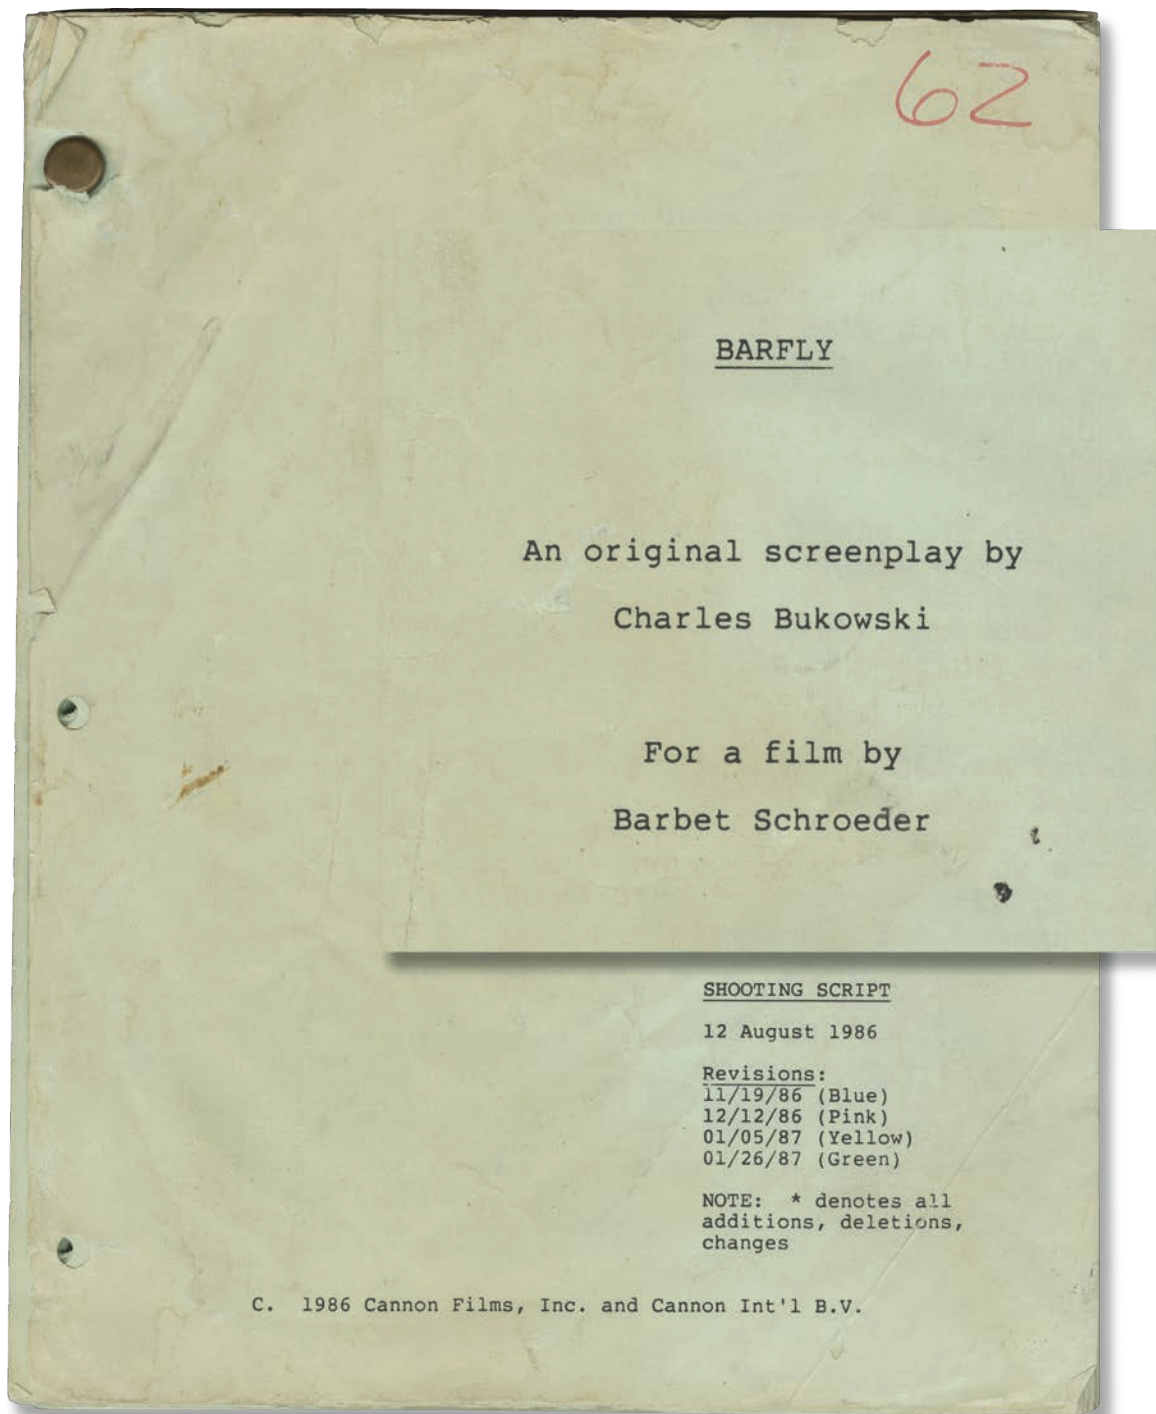 62
BARFLY
An original screenplay by
Charles Bukowski
For a film by
Barbet Schroeder
SHOOTING SCRIPT
12 August 1986
Revisions:
11/19/86 (Blue)
12/12/86 (Pink)
01/05/87 (Yellow)
01/26/87 (Green)
NOTE: * denotes all
additions, deletions,
changes
C. 1986 Cannon Films, Inc. and Cannon Int'l B.V.